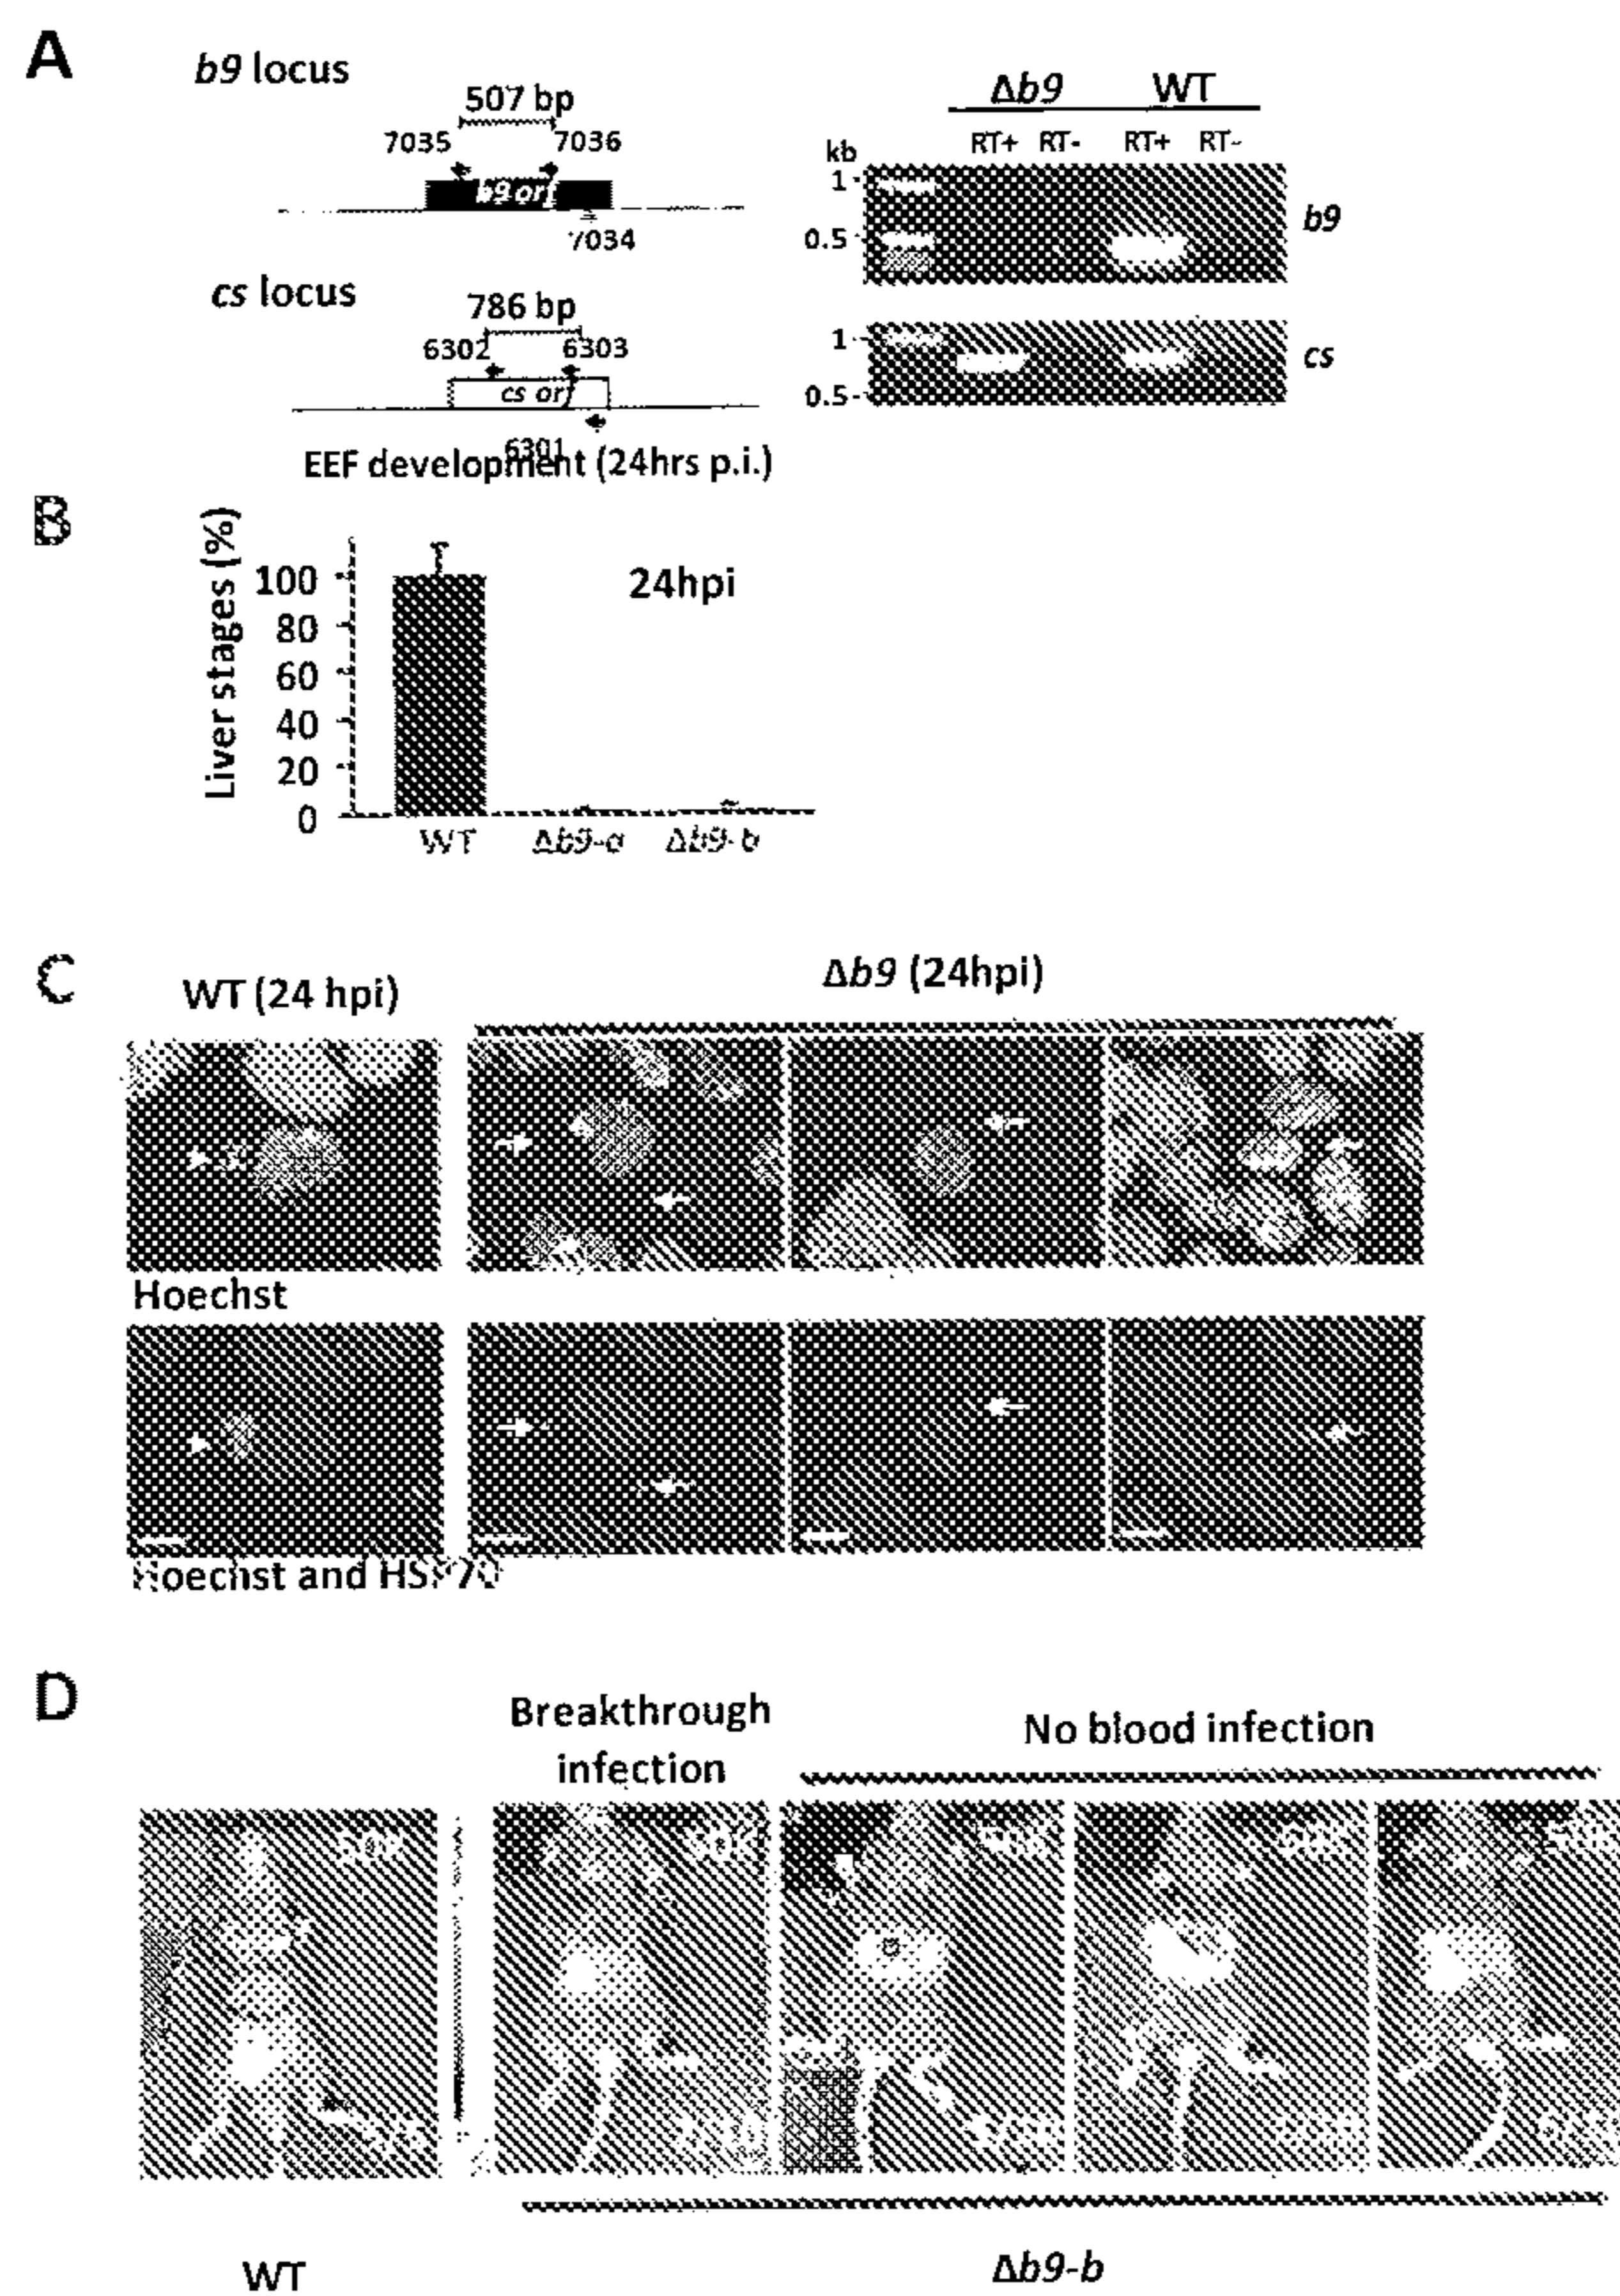 A
b9 locus
507 bp
7035 7036
b9 orf
7034
cs locus
786 bp
6302 6303
cs orf
6301
Δb9 WT
RT+ RT- RT+ RT-
kb
1
0.5
b9
1
0.5
cs
EEF development (24hrs p.i.)
B
Liver stages (%)
100
80
60
40
20
0
24hpi
WT Δb9-a Δb9-b
C
WT (24 hpi)
Δb9 (24hpi)
Hoechst
Hoechst and HSP70
D
Breakthrough
infection
No blood infection
WT
Δb9-b